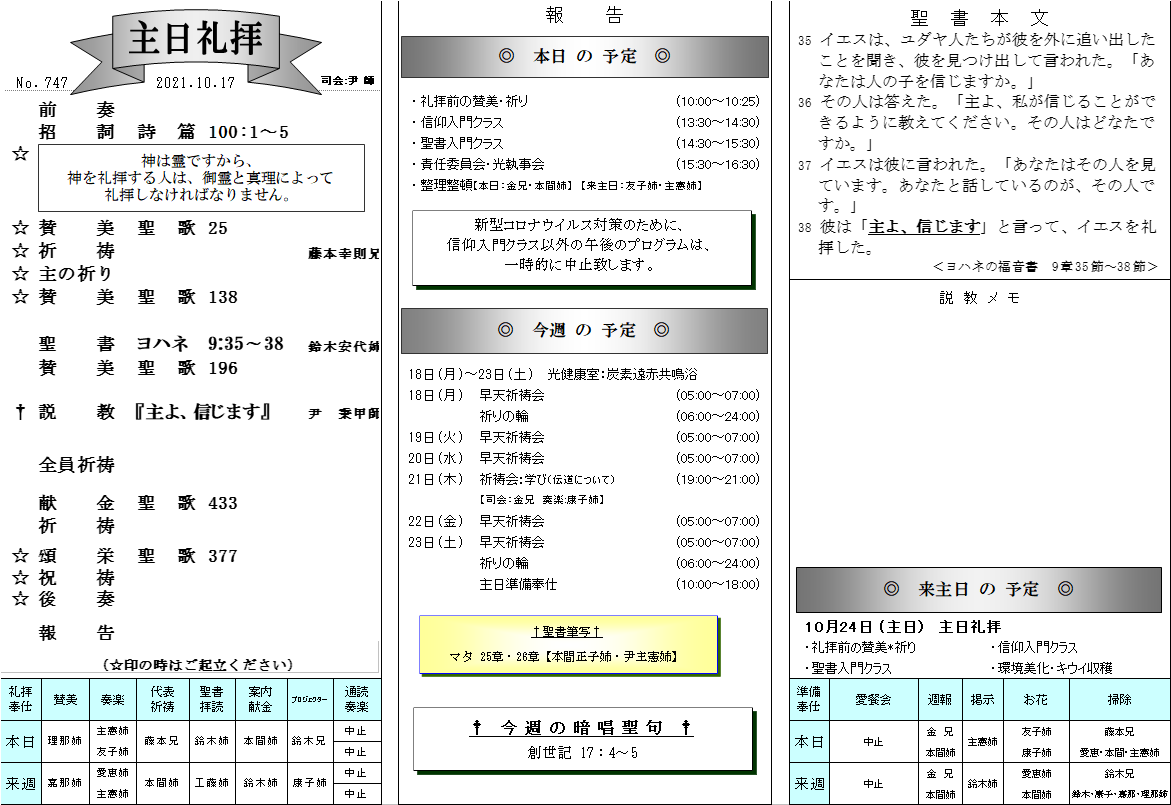 主日礼拝
No. 747
2021.10.17
司会:尹 師
前 奏
招 詞 詩 篇 100:1～5
☆
神は霊ですから、
神を礼拝する人は、御霊と真理によって
礼拝しなければなりません。
☆ 賛 美 聖 歌 25
☆ 祈 祷 藤本幸則兄
☆ 主の祈り
☆ 賛 美 聖 歌 138
聖 書 ヨハネ 9:35～38 鈴木安代姉
賛 美 聖 歌 196
† 説 教 『主よ、信じます』 尹 秉甲師
全員祈祷
献 金 聖 歌 433
祈 祷
☆ 頌 栄 聖 歌 377
☆ 祝 祷
☆ 後 奏
報 告
(☆印の時はご起立ください)
礼拝奉仕 賛美 奏楽 代表祈祷 聖書拝読 案内献金 プロジェクター 通読奏楽
本日 理那姉 主憲姉 友子姉 藤本兄 鈴木姉 本間姉 鈴木兄 中止 中止
来週 嘉那姉 愛恵姉 主憲姉 本間姉 工藤姉 鈴木姉 康子姉 中止 中止
報 告
◎ 本日 の 予定 ◎
・礼拝前の賛美・祈り (10:00～10:25)
・信仰入門クラス (13:30～14:30)
・聖書入門クラス (14:30～15:30)
・責任委員会・光執事会 (15:30～16:30)
・整理整頓【本日:金兄・本間姉】【来主日:友子姉・主憲姉】
新型コロナウイルス対策のために、
信仰入門クラス以外の午後のプログラムは、
一時的に中止致します。
◎ 今週 の 予定 ◎
18日(月)～23日(土) 光健康室:炭素遠赤共鳴浴
18日(月) 早天祈祷会 (05:00～07:00)
祈りの輪 (06:00～24:00)
19日(火) 早天祈祷会 (05:00～07:00)
20日(水) 早天祈祷会 (05:00～07:00)
21日(木) 祈祷会:学び(伝道について) (19:00～21:00)
【司会:金兄 奏楽:康子姉】
22日(金) 早天祈祷会 (05:00～07:00)
23日(土) 早天祈祷会 (05:00～07:00)
祈りの輪 (06:00～24:00)
主日準備奉仕 (10:00～18:00)
†聖書筆写†
マタ 25章・26章【本間正子姉・尹主憲姉】
† 今週の暗唱聖句 †
創世記 17:4～5
聖 書 本 文
35 イエスは、ユダヤ人たちが彼を外に追い出した
ことを聞き、彼を見つけ出して言われた。「あ
なたは人の子を信じますか。」
36 その人は答えた。「主よ、私が信じることがで
きるように教えてください。その人はどなたで
すか。」
37 イエスは彼に言われた。「あなたはその人を見
ています。あなたと話しているのが、その人で
す。」
38 彼は「主よ、信じます」と言って、イエスを礼
拝した。
＜ヨハネの福音書 9章35節～38節＞
説 教 メ モ
◎ 来主日 の 予定 ◎
10月24日(主日) 主日礼拝
・礼拝前の賛美*祈り ・信仰入門クラス
・聖書入門クラス ・環境美化・キウイ収穫
準備奉仕 愛餐会 週報 掲示 お花 掃除
本日 中止 金 兄 本間姉 主憲姉 友子姉 康子姉 藤本兄 愛恵・本間・主憲姉
来週 中止 金 兄 本間姉 鈴木姉 愛恵姉 本間姉 鈴木兄 鈴木・康子・嘉那・理那姉